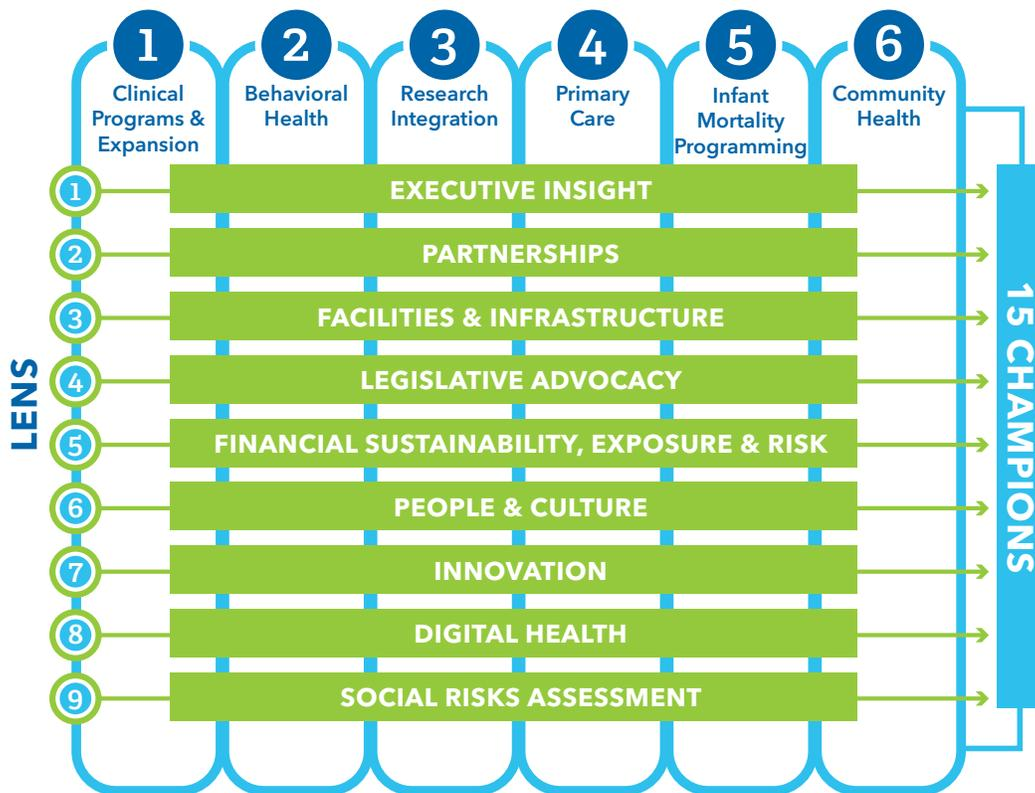 1
2
3
4
5
6
Clinical
Programs &
Expansion
Behavioral
Health
Research
Integration
Primary
Care
Infant
Mortality
Programming
Community
Health
LENS
1
EXECUTIVE INSIGHT
2
PARTNERSHIPS
3
FACILITIES & INFRASTRUCTURE
4
LEGISLATIVE ADVOCACY
5
FINANCIAL SUSTAINABILITY, EXPOSURE & RISK
6
PEOPLE & CULTURE
7
INNOVATION
8
DIGITAL HEALTH
9
SOCIAL RISKS ASSESSMENT
15 CHAMPIONS